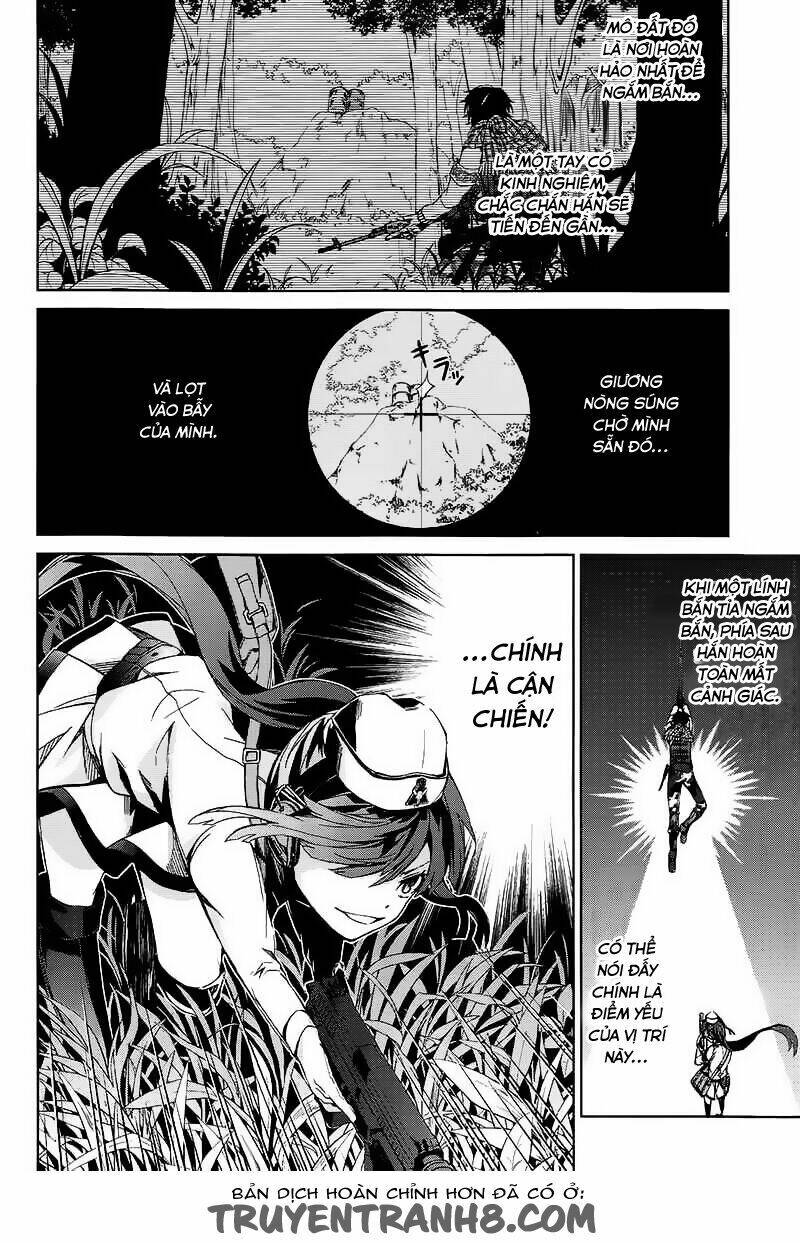 MÔ ĐẤT ĐÓ
LÀ NƠI HOÀN
HẢO NHẤT ĐỂ
NGẮM BẮN...
LÀ MỘT TAY CÓ
KINH NGHIỆM,
CHẮC CHẮN HẮN SẼ
TIẾN ĐẾN GẦN...
GIƯƠNG
NÒNG SÚNG
CHỜ MÌNH
SẴN ĐÓ...
キラッ
VÀ LỌT
VÀO BẪY
CỦA MÌNH.
KHI MỘT LÍNH
BẮN TỈA NGẮM
BẮN, PHÍA SAU
HẮN HOÀN
TOÀN MẤT
CẢNH GIÁC.
CÓ THỂ
NÓI ĐẤY
CHÍNH LÀ
ĐIỂM YẾU
CỦA VỊ TRÍ
NÀY...
...CHÍNH
LÀ CẬN
CHIẾN!
BẢN DỊCH HOÀN CHỈNH HƠN ĐÃ CÓ Ở:
TRUYENTRANH8.COM